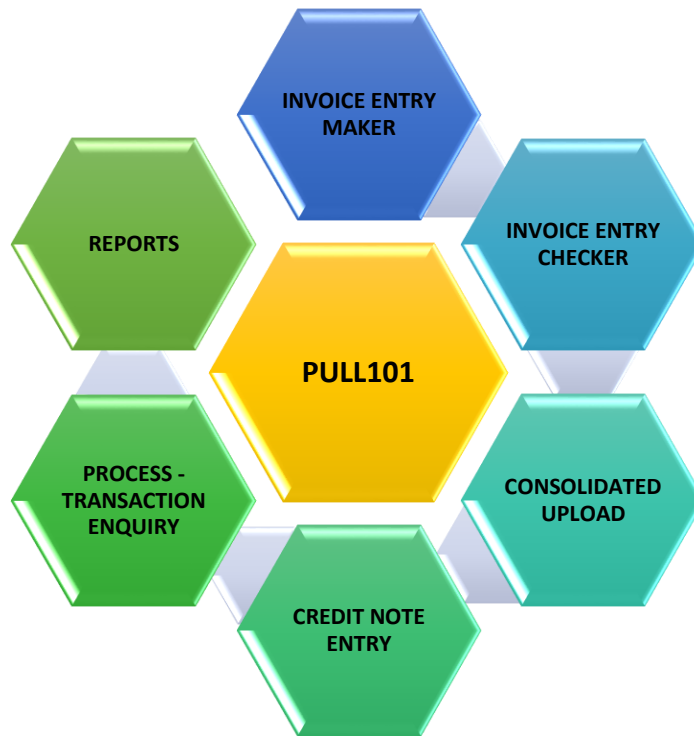 INVOICE ENTRY
MAKER
INVOICE ENTRY
CHECKER
CONSOLIDATED
UPLOAD
CREDIT NOTE
ENTRY
PROCESS -
TRANSACTION
ENQUIRY
REPORTS
PULL101